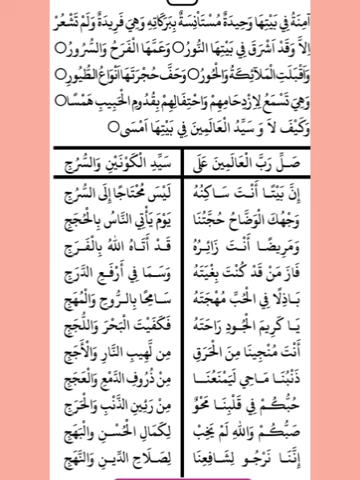 آمِنَةُ فِي بَيْتِهَا وَحِيدَةٌ مُسْتَأْنِسَةٌ بِبَرَكَاتِهِ وَهِيَ فَرِيدَةٌ وَلَمْ تَشْعُرْ
إِلَّا وَقَدْ أَشْرَقَ فِي بَيْتِهَا النُّورُ ○ وَعَمَّهَا الْفَرَحُ وَالسُّرُورُ ○
وَأَقْبَلَتِ الْمَلَائِكَةُ وَالْحُورُ ○ وَحَفَّ حُجْرَتَهَا أَنْوَاعُ الطُّيُورِ ○
وَهِيَ تَسْمَعُ لِازْدِحَامِهِمْ وَاحْتِفَالِهِمْ بِقُدُومِ الْحَبِيبِ هَمْسًا ○
وَكَيْفَ لَا وَ سَيِّدُ الْعَالَمِينَ فِي بَيْتِهَا أَمْسَى ○
صَلِّ رَبَّ الْعَالَمِينَ عَلَى سَيِّدِ الْكَوْنَيْنِ وَالسُّرُجِ
إِنَّ بَيْتًا أَنْتَ سَاكِنُهُ لَيْسَ مُحْتَاجًا إِلَى السُّرُجِ
وَجْهُكَ الْوَضَّاحُ حُجَّتُنَا يَوْمَ يَأْتِي النَّاسُ بِالْحُجَجِ
وَمَرِيضًا أَنْتَ زَائِرُهُ قَدْ أَتَاهُ اللهُ بِالْفَرَجِ
فَازَ مَنْ قَدْ كُنْتَ بِغْيَتَهُ وَسَمَا فِي أَرْفَعِ الدَّرَجِ
بَاذِلًا فِي الْحُبِّ مُهْجَتَهُ سَامِحًا بِالرُّوحِ وَالْمُهَجِ
يَا كَرِيمَ الْجُودِ رَاحَتَهُ فَكَفَيْتَ الْبَحْرَ وَاللُّجَجِ
أَنْتَ مُنْجِينَا مِنَ الْحَرَقِ مِن لَّهِيبِ النَّارِ وَالْأَجَجِ
ذَنْبُنَا مَاحِي لَيَمْنَعُنَا مِنْ ذُرُوفِ الدَّمْعِ وَالْعَجَجِ
حُبُّكُمْ فِي قَلْبِنَا مَحْوٌ مِنْ رَئِينِ الذَّنْبِ وَالْحَرَجِ
صَبُّكُمْ وَاللهِ لَمْ يَخِبْ لِكَمَالِ الْحُسْنِ وَالْبَهَجِ
إِنَّنَا نَرْجُو لِشَافِعِنَا لِصَلَاحِ الدِّينِ وَالنَّهَجِ